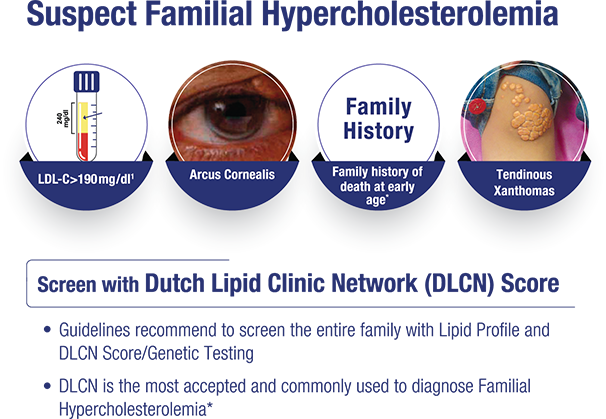 Suspect Familial Hypercholesterolemia
240
mg/dl
LDL-C>190mg/dl¹
Arcus Cornealis
Family
History
Family history of
death at early
age*
Tendinous
Xanthomas
Screen with Dutch Lipid Clinic Network (DLCN) Score
• Guidelines recommend to screen the entire family with Lipid Profile and
DLCN Score/Genetic Testing
• DLCN is the most accepted and commonly used to diagnose Familial
Hypercholesterolemia*